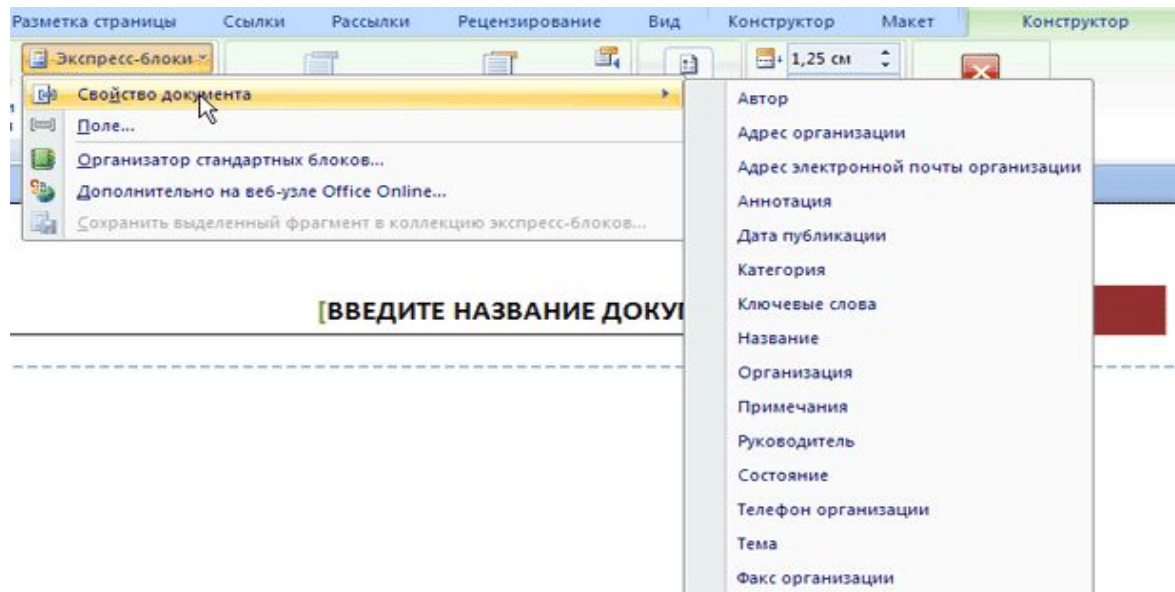 Разметка страницы Ссылки Рассылки Рецензирование Вид Конструктор Макет Конструктор
Экспресс-блоки 1,25 см
Свойство документа
Поле...
Организатор стандартных блоков...
Дополнительно на веб-узле Office Online...
Сохранить выделенный фрагмент в коллекцию экспресс-блоков...
Автор
Адрес организации
Адрес электронной почты организации
Аннотация
Дата публикации
Категория
Ключевые слова
Название
Организация
Примечания
Руководитель
Состояние
Телефон организации
Тема
Факс организации
[ВВЕДИТЕ НАЗВАНИЕ ДОКУ